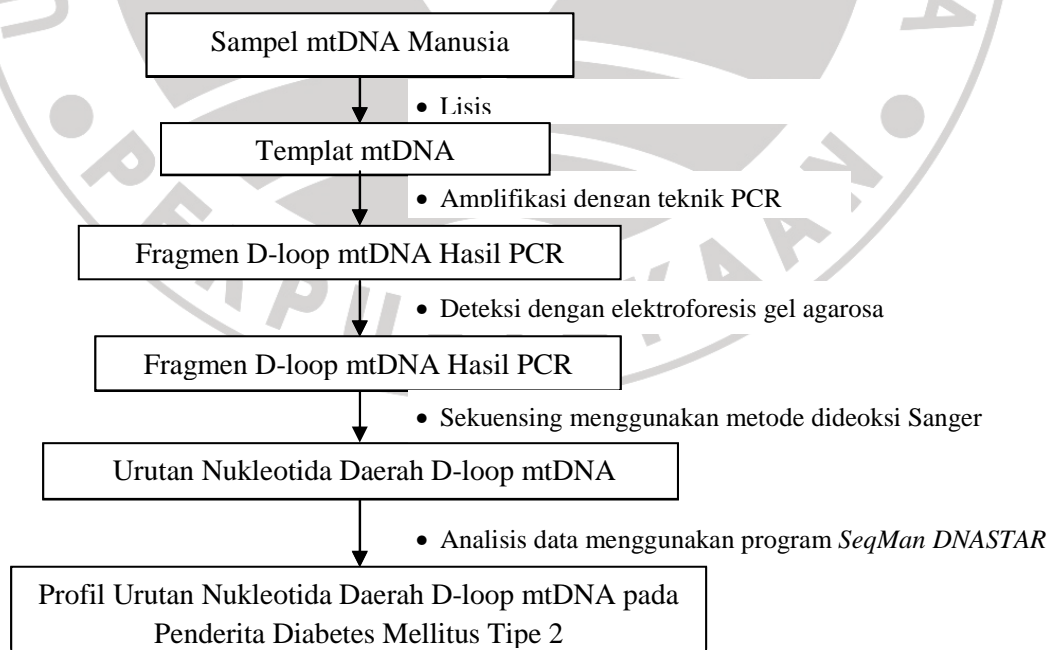 Sampel mtDNA Manusia
• Lisis
Templat mtDNA
• Amplifikasi dengan teknik PCR
Fragmen D-loop mtDNA Hasil PCR
• Deteksi dengan elektroforesis gel agarosa
Fragmen D-loop mtDNA Hasil PCR
• Sekuensing menggunakan metode dideoksi Sanger
Urutan Nukleotida Daerah D-loop mtDNA
• Analisis data menggunakan program SeqMan DNASTAR
Profil Urutan Nukleotida Daerah D-loop mtDNA pada
Penderita Diabetes Mellitus Tipe 2